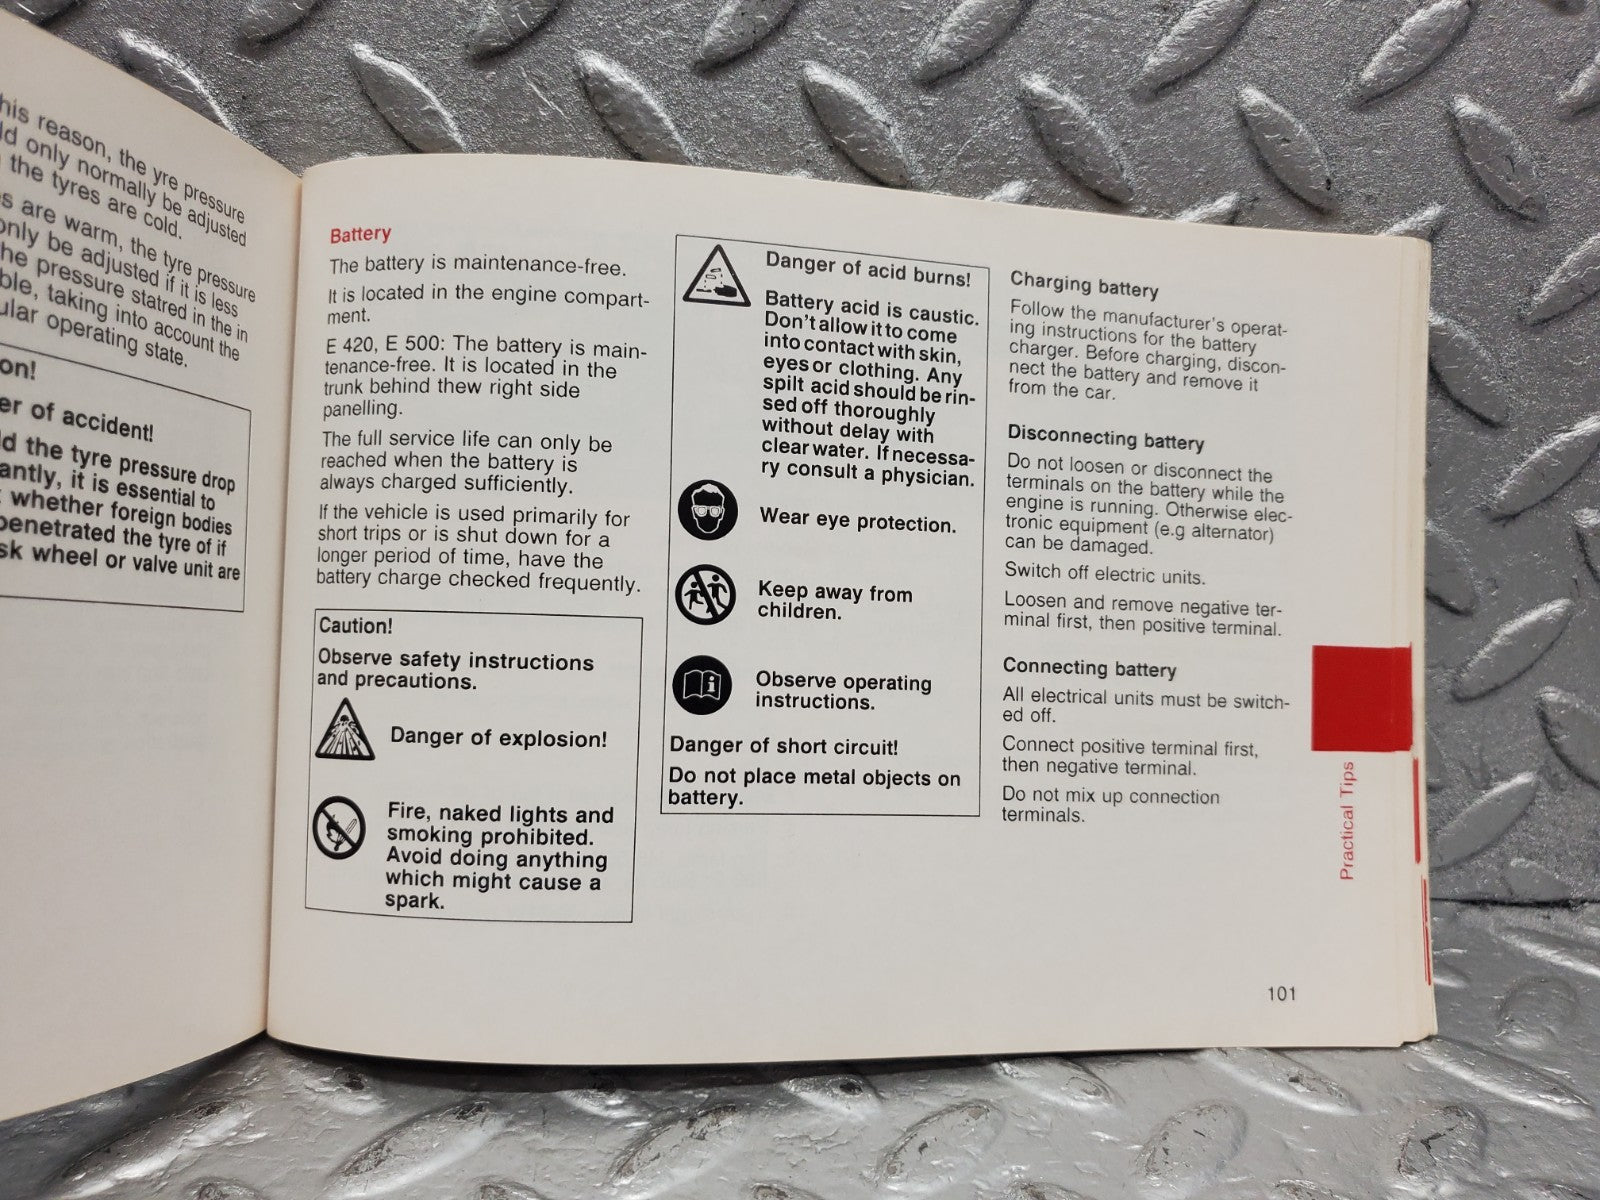 his reason, the yre pressure
ld only normally be adjusted
the tyres are cold.
s are warm, the tyre pressure
only be adjusted if it is less
he pressure statred in the in
ble, taking into account the
ular operating state.
on!
er of accident!
ld the tyre pressure drop
antly, it is essential to
whether foreign bodies
penetrated the tyre of if
sk wheel or valve unit are
Battery
The battery is maintenance-free.
It is located in the engine compart-
ment.
E 420, E 500: The battery is main-
tenance-free. It is located in the
trunk behind thew right side
panelling.
The full service life can only be
reached when the battery is
always charged sufficiently.
If the vehicle is used primarily for
short trips or is shut down for a
longer period of time, have the
battery charge checked frequently.
Caution!
Observe safety instructions
and precautions.
Danger of explosion!
Fire, naked lights and
smoking prohibited.
Avoid doing anything
which might cause a
spark.
Danger of acid burns!
Battery acid is caustic.
Don't allow it to come
into contact with skin,
eyes or clothing. Any
spilt acid should be rin-
sed off thoroughly
without delay with
clear water. If necessa-
ry consult a physician.
Wear eye protection.
Keep away from
children.
i
Observe operating
instructions.
Danger of short circuit!
Do not place metal objects on
battery.
Charging battery
Follow the manufacturer's operat-
ing instructions for the battery
charger. Before charging, discon-
nect the battery and remove it
from the car.
Disconnecting battery
Do not loosen or disconnect the
terminals on the battery while the
engine is running. Otherwise elec-
tronic equipment (e.g alternator)
can be damaged.
Switch off electric units.
Loosen and remove negative ter-
minal first, then positive terminal.
Connecting battery
All electrical units must be switch-
ed off.
Connect positive terminal first,
then negative terminal.
Do not mix up connection
terminals.
Practical Tips
101